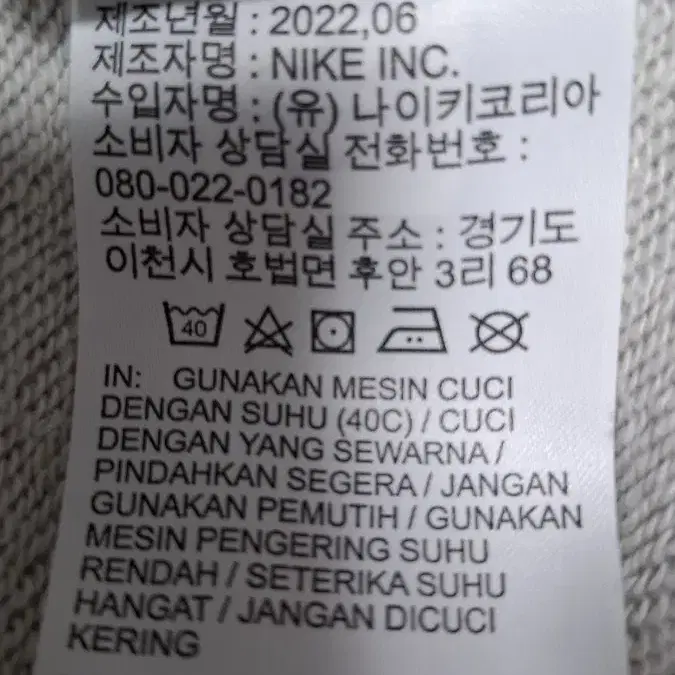 제조년월 : 2022,06
제조자명 : NIKE INC.
수입자명 : (유) 나이키코리아
소비자 상담실 전화번호 :
080-022-0182
소비자 상담실 주소 : 경기도
이천시 호법면 후안 3리 68
40
IN: GUNAKAN MESIN CUCI
DENGAN SUHU (40C) / CUCI
DENGAN YANG SEWARNA /
PINDAHKAN SEGERA / JANGAN
GUNAKAN PEMUTIH / GUNAKAN
MESIN PENGERING SUHU
RENDAH / SETERIKA SUHU
HANGAT / JANGAN DICUCI
KERING